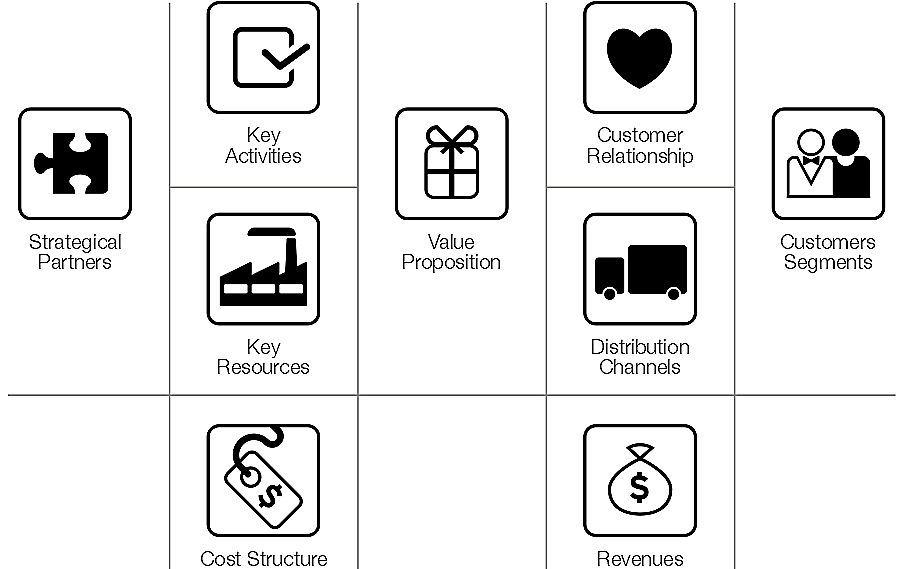 Key
Activities
Customer
Relationship
Strategical
Partners
Value
Proposition
Customers
Segments
Key
Resources
Distribution
Channels
$
Cost Structure
$
Revenues